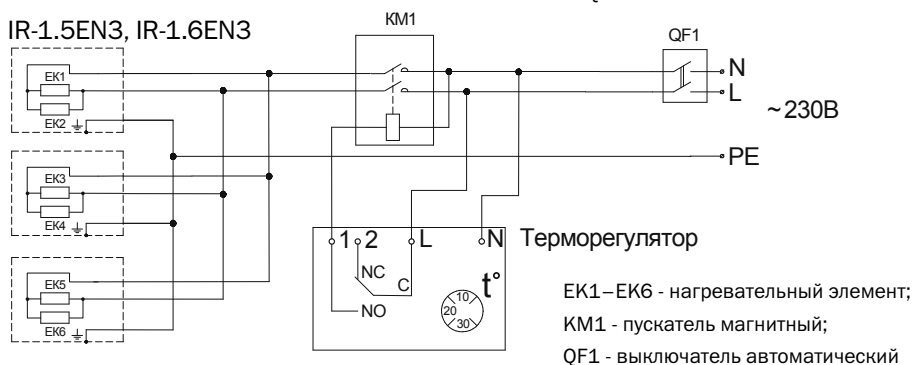 KM1
IR-1.5EN3, IR-1.6EN3
QF1
EK1
EK2
N
L
~230В
PE
EK3
EK4
1 2 L N Терморегулятор
NC
C
t°
NO
10
20
30
EK5
EK6
EK1–EK6 - нагревательный элемент;
KM1 - пускатель магнитный;
QF1 - выключатель автоматический